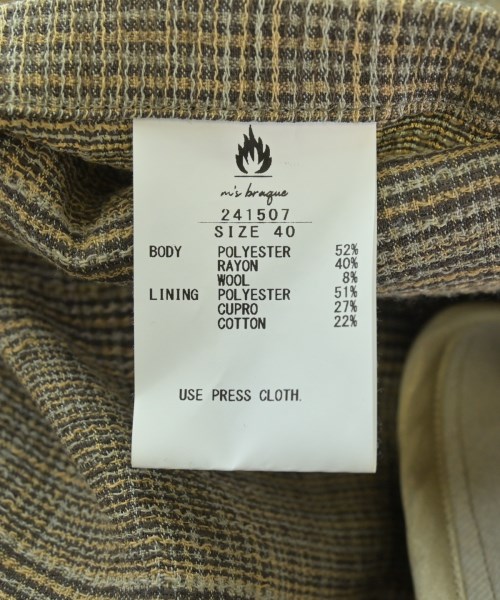 m's braque
241507
SIZE 40
BODY POLYESTER 52%
RAYON 40%
WOOL 8%
LINING POLYESTER 51%
CUPRO 27%
COTTON 22%
USE PRESS CLOTH.